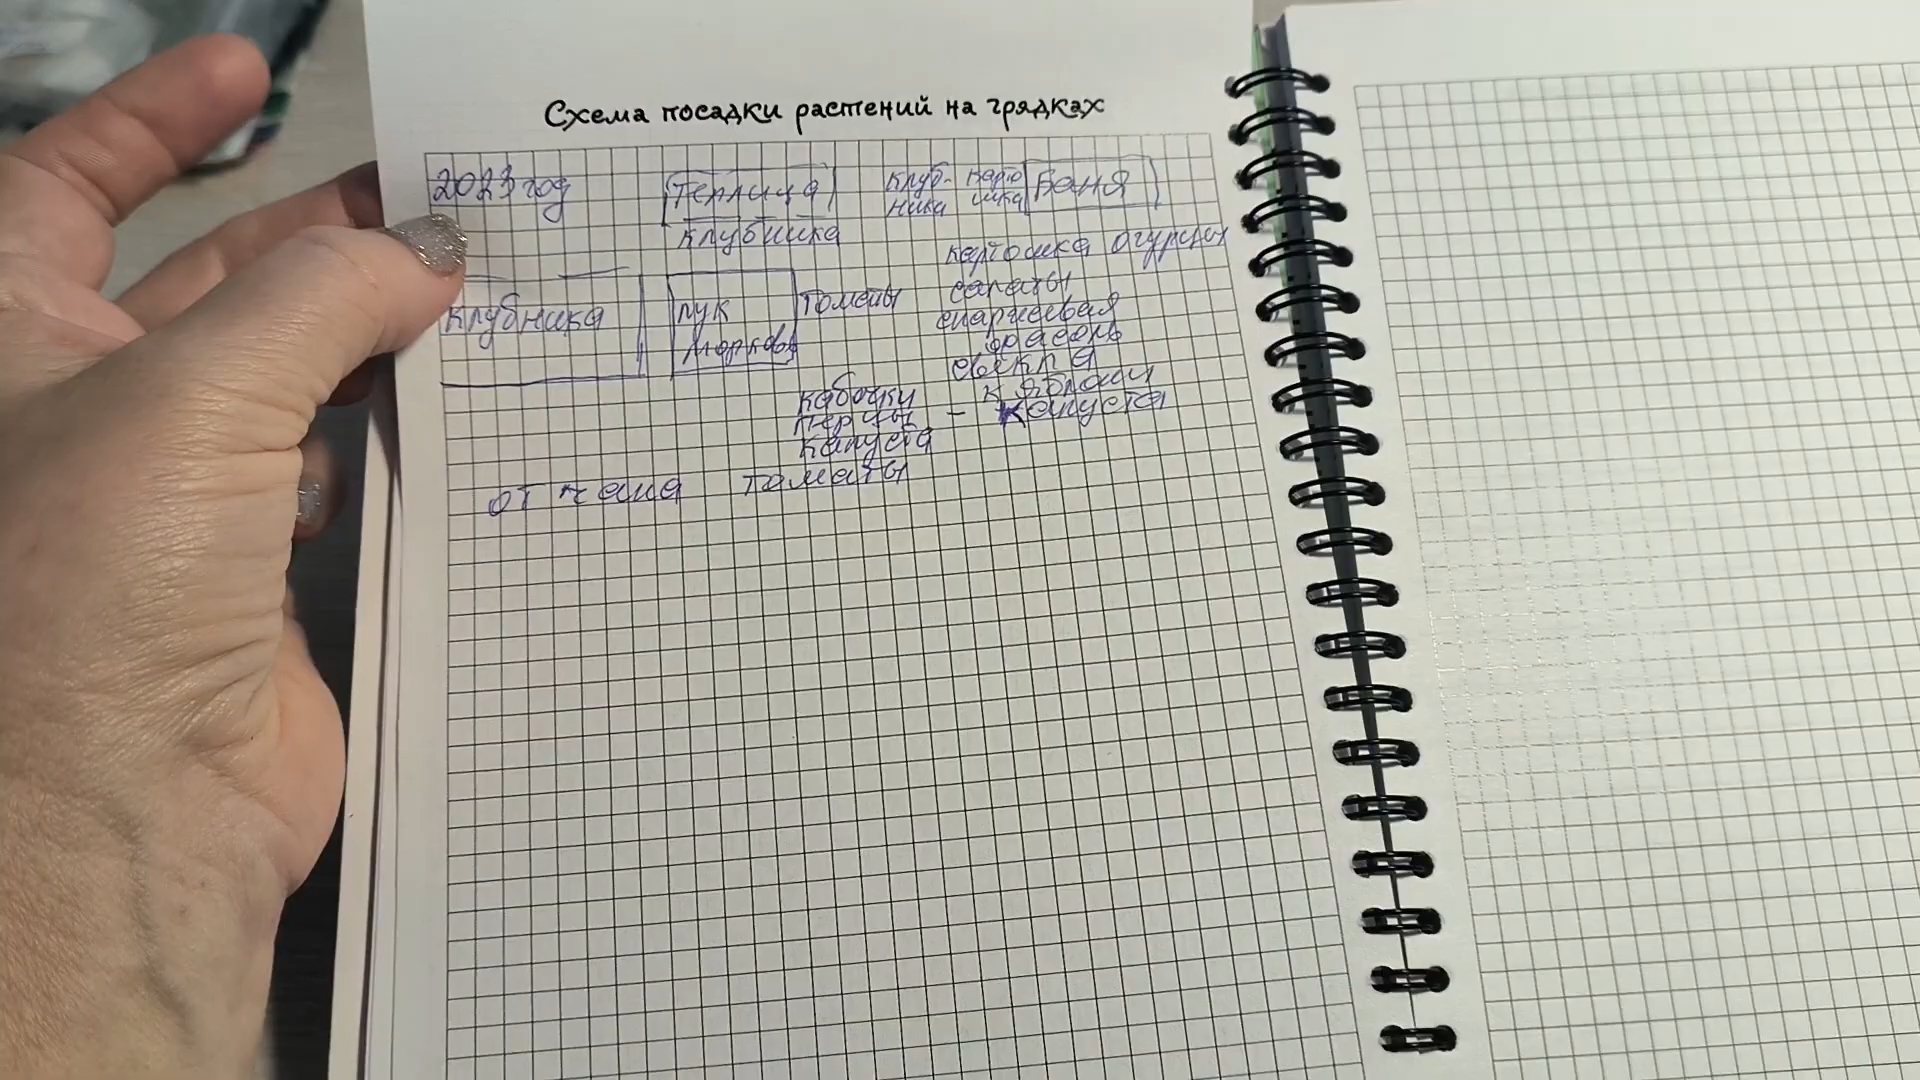 Схема посадки растений на грядках
2023 год
Теплица
клуб-
ника
карто
шка
Баня
клубника
картошка огурцы
салаты
Клубника
лук
томаты
спаржевая
морковь
фасоль
свекла
кабачки
к яблони
перцы
капуста – капуста
от чана томаты